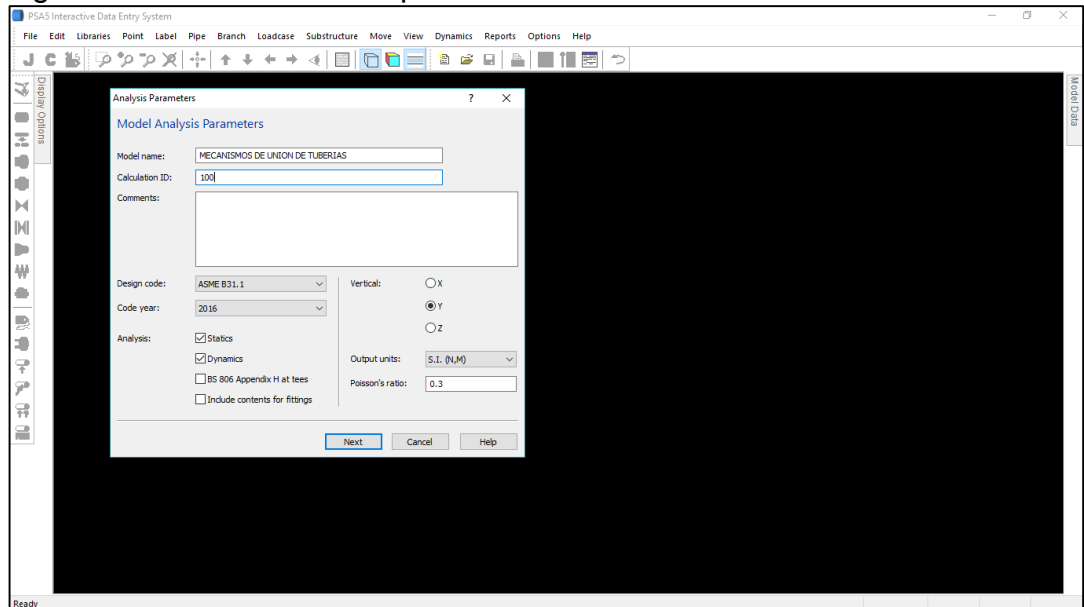 PSA5 Interactive Data Entry System
File Edit Libraries Point Label Pipe Branch Loadcase Substructure Move View Dynamics Reports Options Help
J C
Display Options
Model Data
Analysis Parameters ? X
Model Analysis Parameters
Model name: MECANISMOS DE UNION DE TUBERIAS
Calculation ID: 100
Comments:
Design code: ASME B31.1
Vertical: X
Code year: 2016
Y
Z
Analysis: Statics
Dynamics
Output units: S.I. (N,M)
BS 806 Appendix H at tees
Poisson's ratio: 0.3
Include contents for fittings
Next Cancel Help
Ready